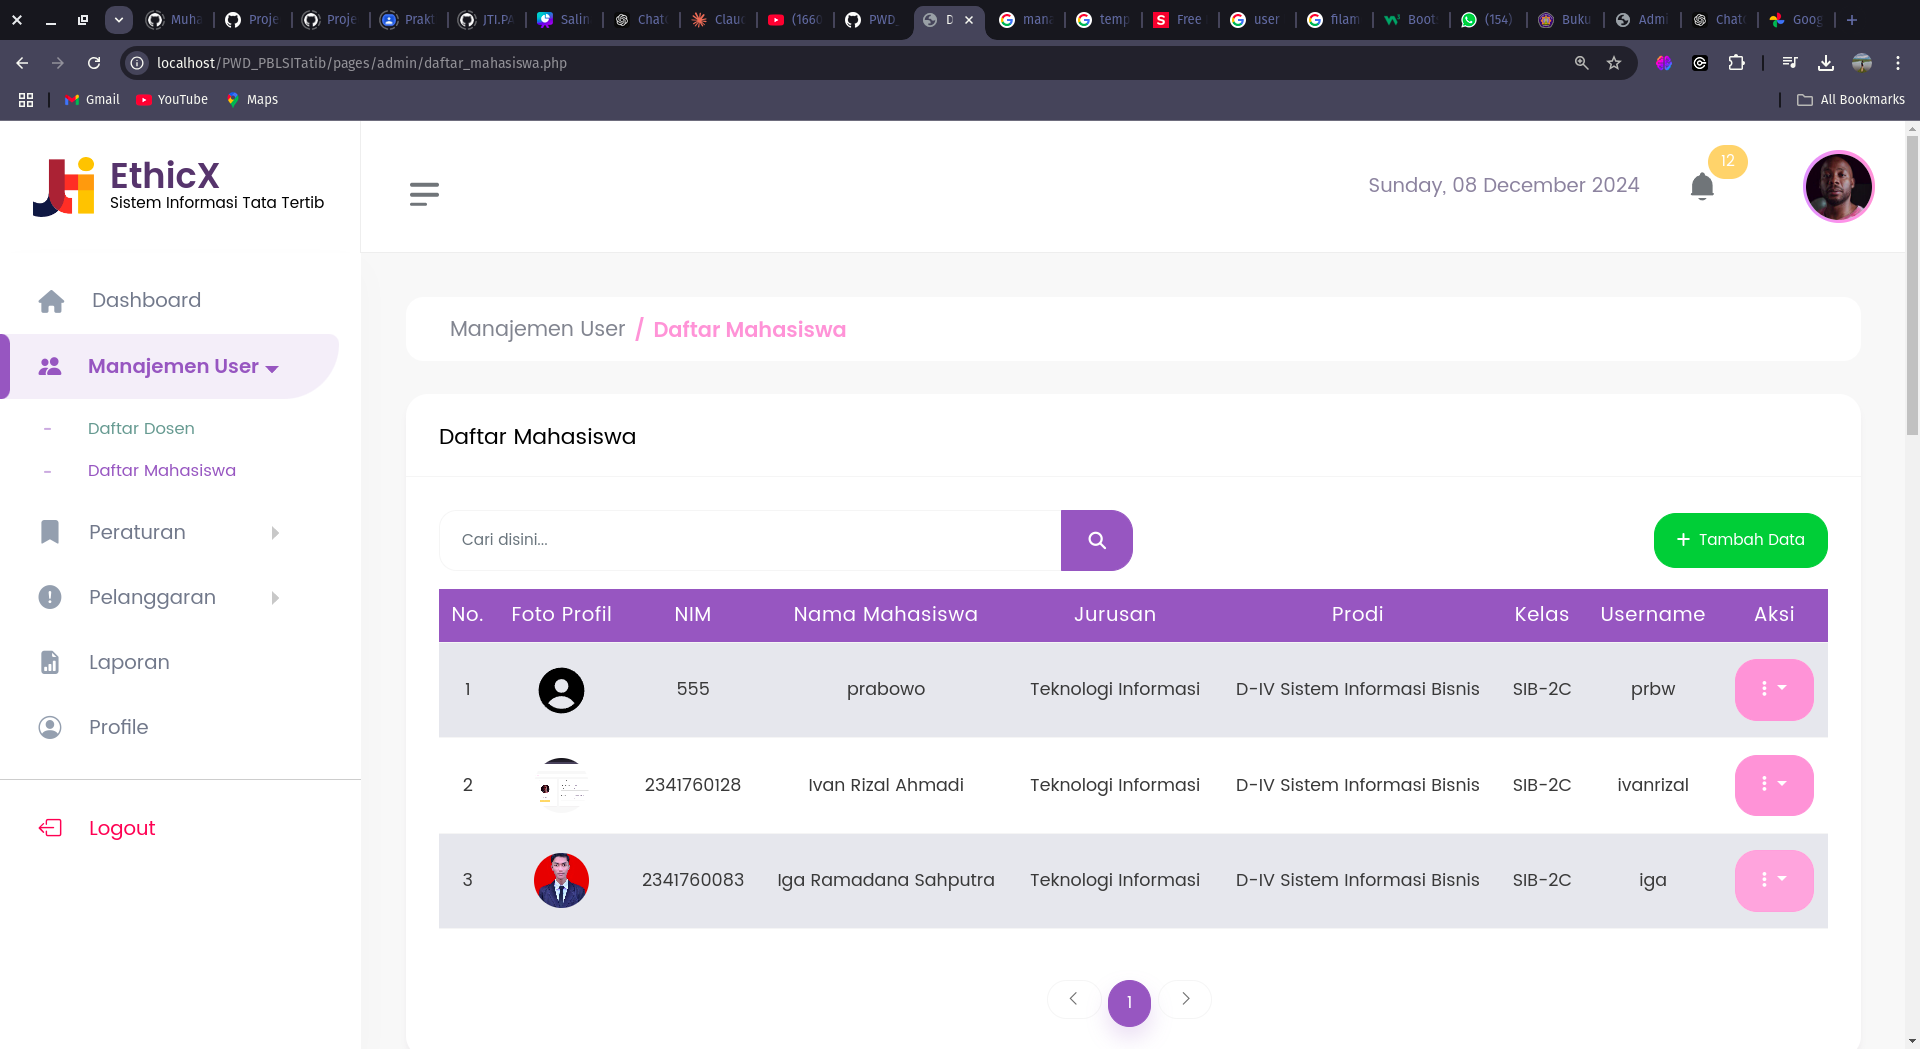 Muha
Proje
Proje
Prakt
JTI.PA
Salin
Chat
Clauc
(1660
PWD_
D
mana
temp
Free
user
filam
Boot
(154)
Buku
Admi
Chat
Goog
localhost/PWD_PBLSITatib/pages/admin/daftar_mahasiswa.php
Gmail
YouTube
Maps
All Bookmarks
EthicX
Sistem Informasi Tata Tertib
Sunday, 08 December 2024
12
Dashboard
Manajemen User
- Daftar Dosen
- Daftar Mahasiswa
Peraturan
Pelanggaran
Laporan
Profile
Logout
Manajemen User / Daftar Mahasiswa
Daftar Mahasiswa
Cari disini...
+ Tambah Data
No. Foto Profil NIM Nama Mahasiswa Jurusan Prodi Kelas Username Aksi
1 555 prabowo Teknologi Informasi D-IV Sistem Informasi Bisnis SIB-2C prbw
2 2341760128 Ivan Rizal Ahmadi Teknologi Informasi D-IV Sistem Informasi Bisnis SIB-2C ivanrizal
3 2341760083 Iga Ramadana Sahputra Teknologi Informasi D-IV Sistem Informasi Bisnis SIB-2C iga
1